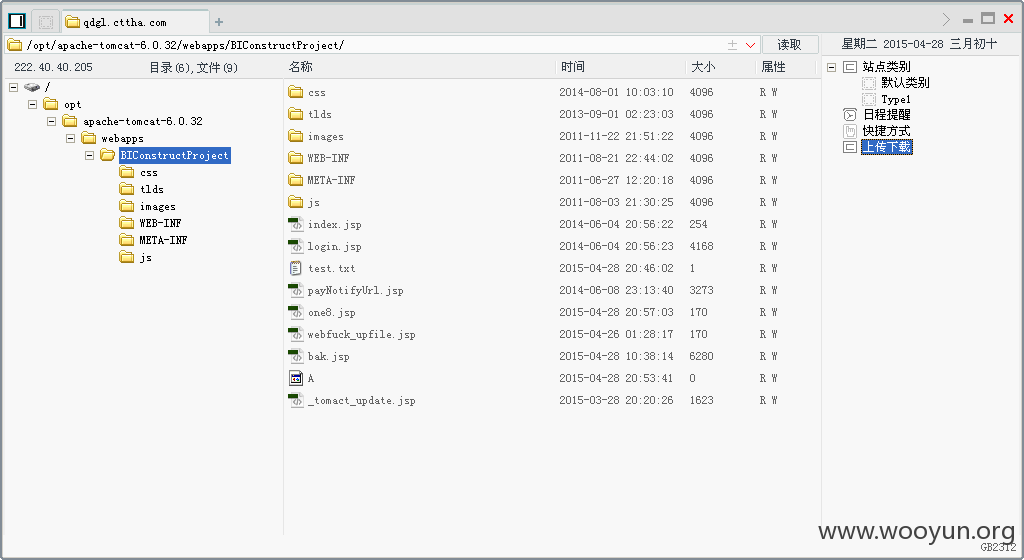 qdgl.cttha.com
/opt/apache-tomcat-6.0.32/webapps/BIConstructProject/ 读取 星期二 2015-04-28 三月初十
222.40.40.205 目录(6),文件(9) 名称 时间 大小 属性
/
opt
apache-tomcat-6.0.32
webapps
BIConstructProject
css
tlds
images
WEB-INF
META-INF
js
css 2014-08-01 10:03:10 4096 R W
tlds 2013-09-01 02:23:03 4096 R W
images 2011-11-22 21:51:22 4096 R W
WEB-INF 2011-08-21 22:44:02 4096 R W
META-INF 2011-06-27 12:20:18 4096 R W
js 2011-08-03 21:30:25 4096 R W
index.jsp 2014-06-04 20:56:22 254 R W
login.jsp 2014-06-04 20:56:23 4168 R W
test.txt 2015-04-28 20:46:02 1 R W
payNotifyUrl.jsp 2014-06-08 23:13:40 3273 R W
one8.jsp 2015-04-28 20:57:03 170 R W
webfuck_upfile.jsp 2015-04-26 01:28:17 170 R W
bak.jsp 2015-04-28 10:38:14 6280 R W
A 2015-04-28 20:53:41 0 R W
_tomact_update.jsp 2015-03-28 20:20:26 1623 R W
站点类别
默认类别
Type1
日程提醒
快捷方式
上传下载
www.wooyun.org
GB2312